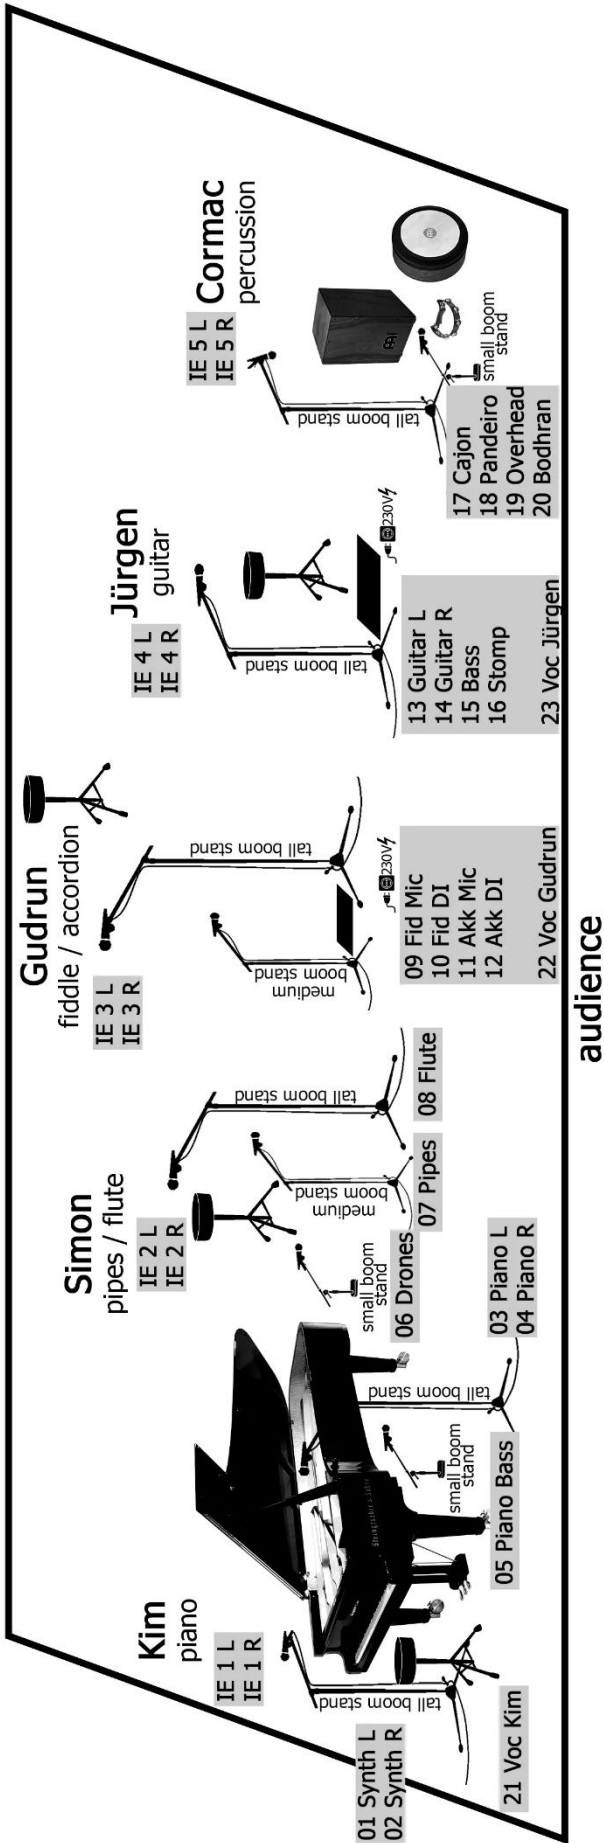 Kim
piano
IE 1 L
IE 1 R
tall boom stand
01 Synth L
02 Synth R
21 Voc Kim
small boom
stand
05 Piano Bass
tall boom stand
03 Piano L
04 Piano R
Simon
pipes / flute
IE 2 L
IE 2 R
small boom
stand
06 Drones
medium
boom stand
07 Pipes
tall boom stand
08 Flute
Gudrun
fiddle / accordion
IE 3 L
IE 3 R
medium
boom stand
tall boom stand
230V
09 Fid Mic
10 Fid DI
11 Akk Mic
12 Akk DI
22 Voc Gudrun
Jürgen
guitar
IE 4 L
IE 4 R
tall boom stand
230V
13 Guitar L
14 Guitar R
15 Bass
16 Stomp
23 Voc Jürgen
Cormac
percussion
IE 5 L
IE 5 R
tall boom stand
small boom
stand
17 Cajon
18 Pandeiro
19 Overhead
20 Bodhran
audience